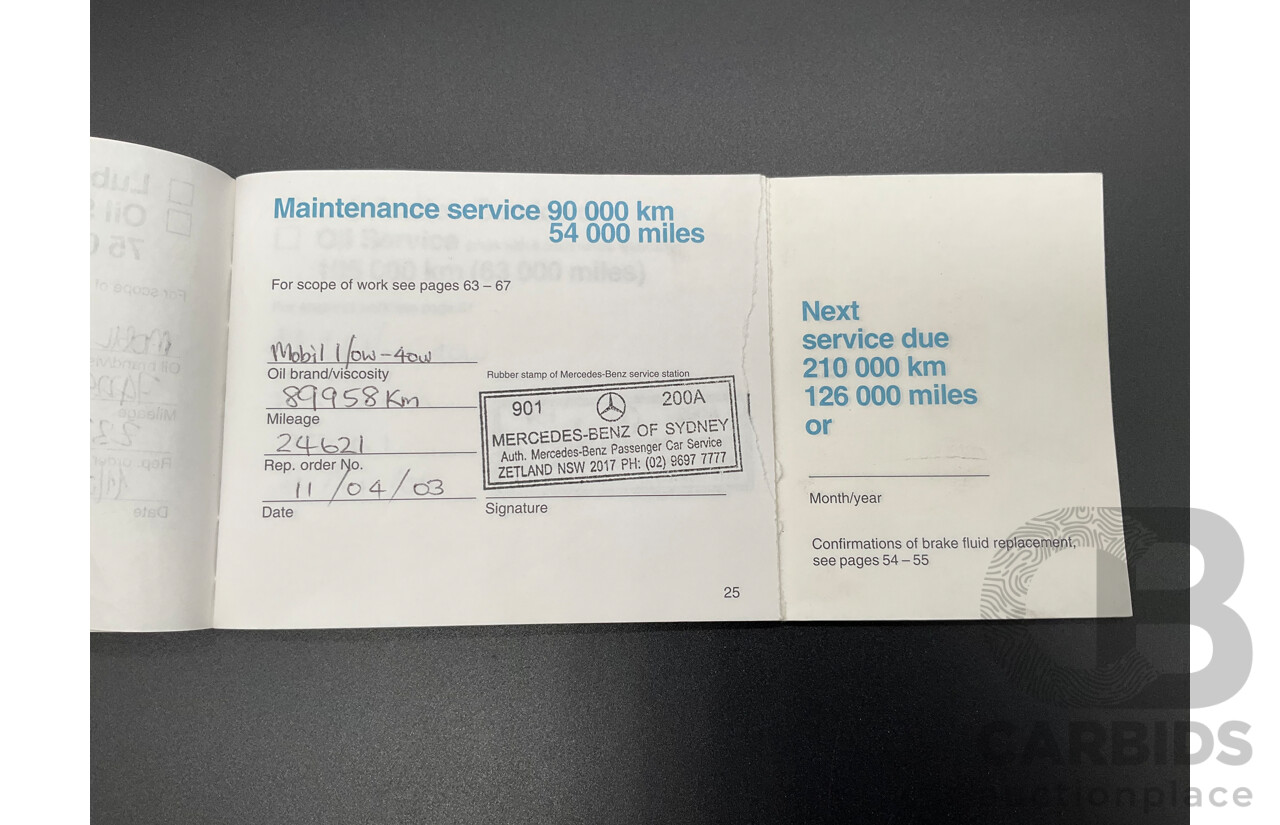 Maintenance service 90 000 km
54 000 miles
For scope of work see pages 63 – 67
Mobil 1/0W-40W
Oil brand/viscosity
89958 Km
Mileage
24621
Rep. order No.
11/04/03
Date
Rubber stamp of Mercedes-Benz service station
901 200A
MERCEDES-BENZ OF SYDNEY
Auth. Mercedes-Benz Passenger Car Service
ZETLAND NSW 2017 PH: (02) 9697 7777
Signature
25
Next
service due
210 000 km
126 000 miles
or
Month/year
Confirmations of brake fluid replacement,
see pages 54 – 55
CARBIDS
auctionplace